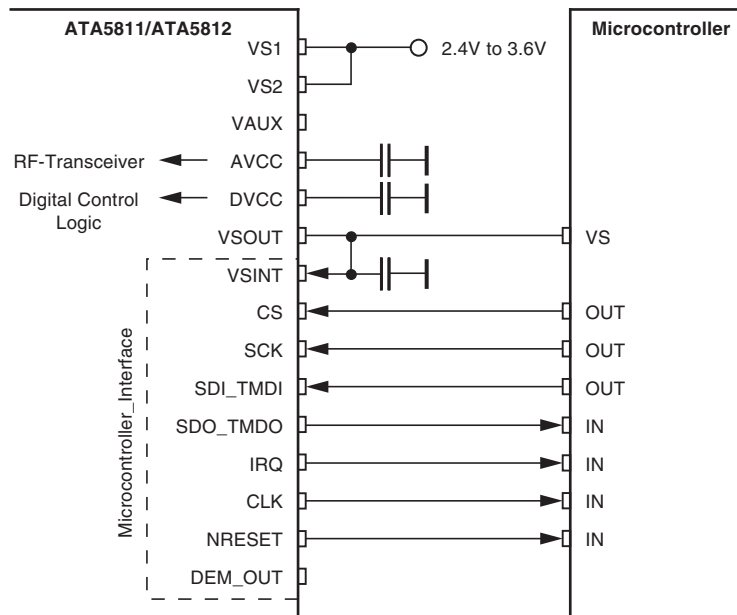 ATA5811/ATA5812
Microcontroller
VS1
2.4V to 3.6V
VS2
VAUX
RF-Transceiver
AVCC
Digital Control
Logic
DVCC
VSOUT
VS
VSINT
CS
OUT
SCK
OUT
SDI_TMDI
OUT
SDO_TMDO
IN
IRQ
IN
CLK
IN
NRESET
IN
DEM_OUT
Microcontroller_Interface